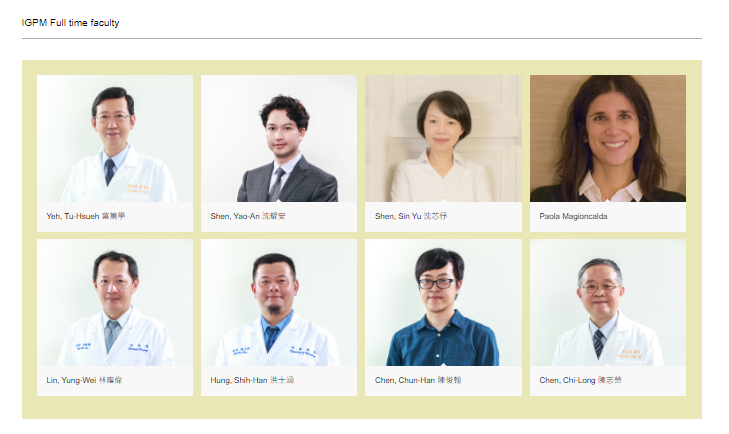 IGPM Full time faculty
Yeh, Tu-Hsueh 葉篤學
Shen, Yao-An 沈耀安
Shen, Sin Yu 沈芯伃
Paola Magioncalda
Lin, Yung-Wei 林雍偉
Hung, Shih-Han 洪士涵
Chen, Chun-Han 陳俊翰
Chen, Chi-Long 陳志榮